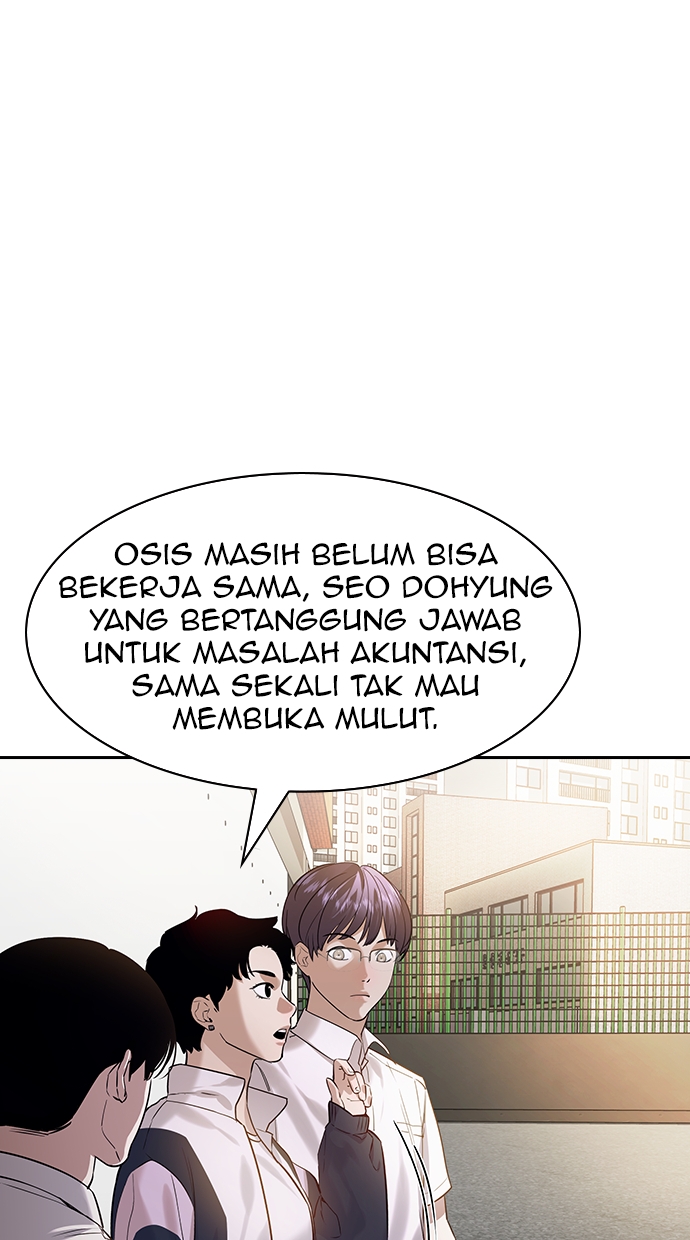 OSIS MASIH BELUM BISA
BEKERJA SAMA, SEO DOHYUNG
YANG BERTANGGUNG JAWAB
UNTUK MASALAH AKUNTANSI,
SAMA SEKALI TAK MAU
MEMBUKA MULUT.